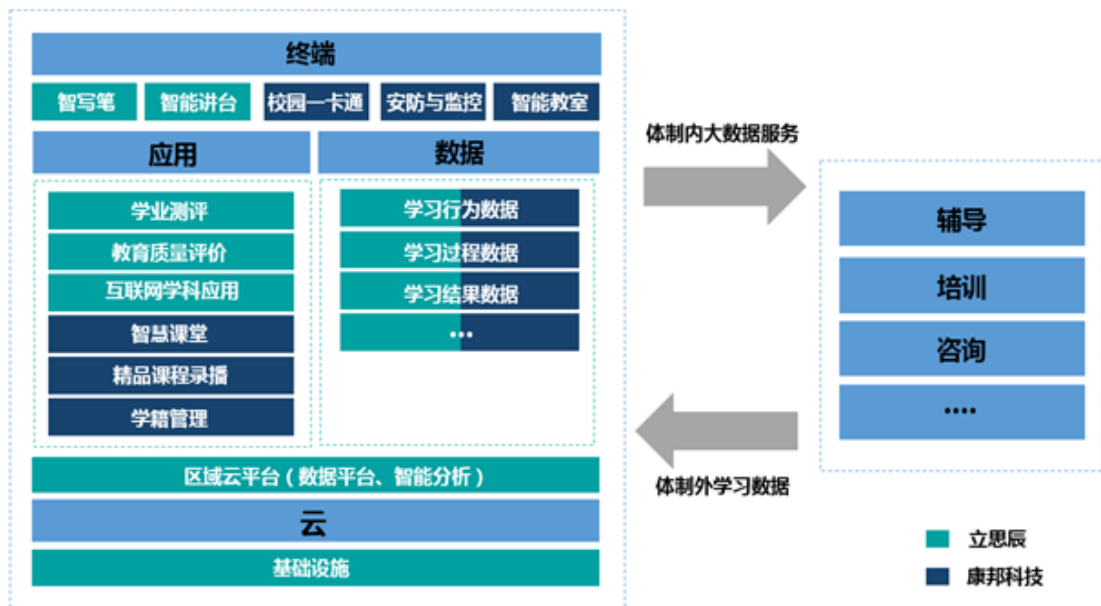 终端
智写笔
智能讲台
校园一卡通
安防与监控
智能教室
应用
数据
学业测评
教育质量评价
互联网学科应用
智慧课堂
精品课程录播
学籍管理
学习行为数据
学习过程数据
学习结果数据
•••
区域云平台（数据平台、智能分析）
云
基础设施
体制内大数据服务
体制外学习数据
辅导
培训
咨询
••••
立思辰
康邦科技